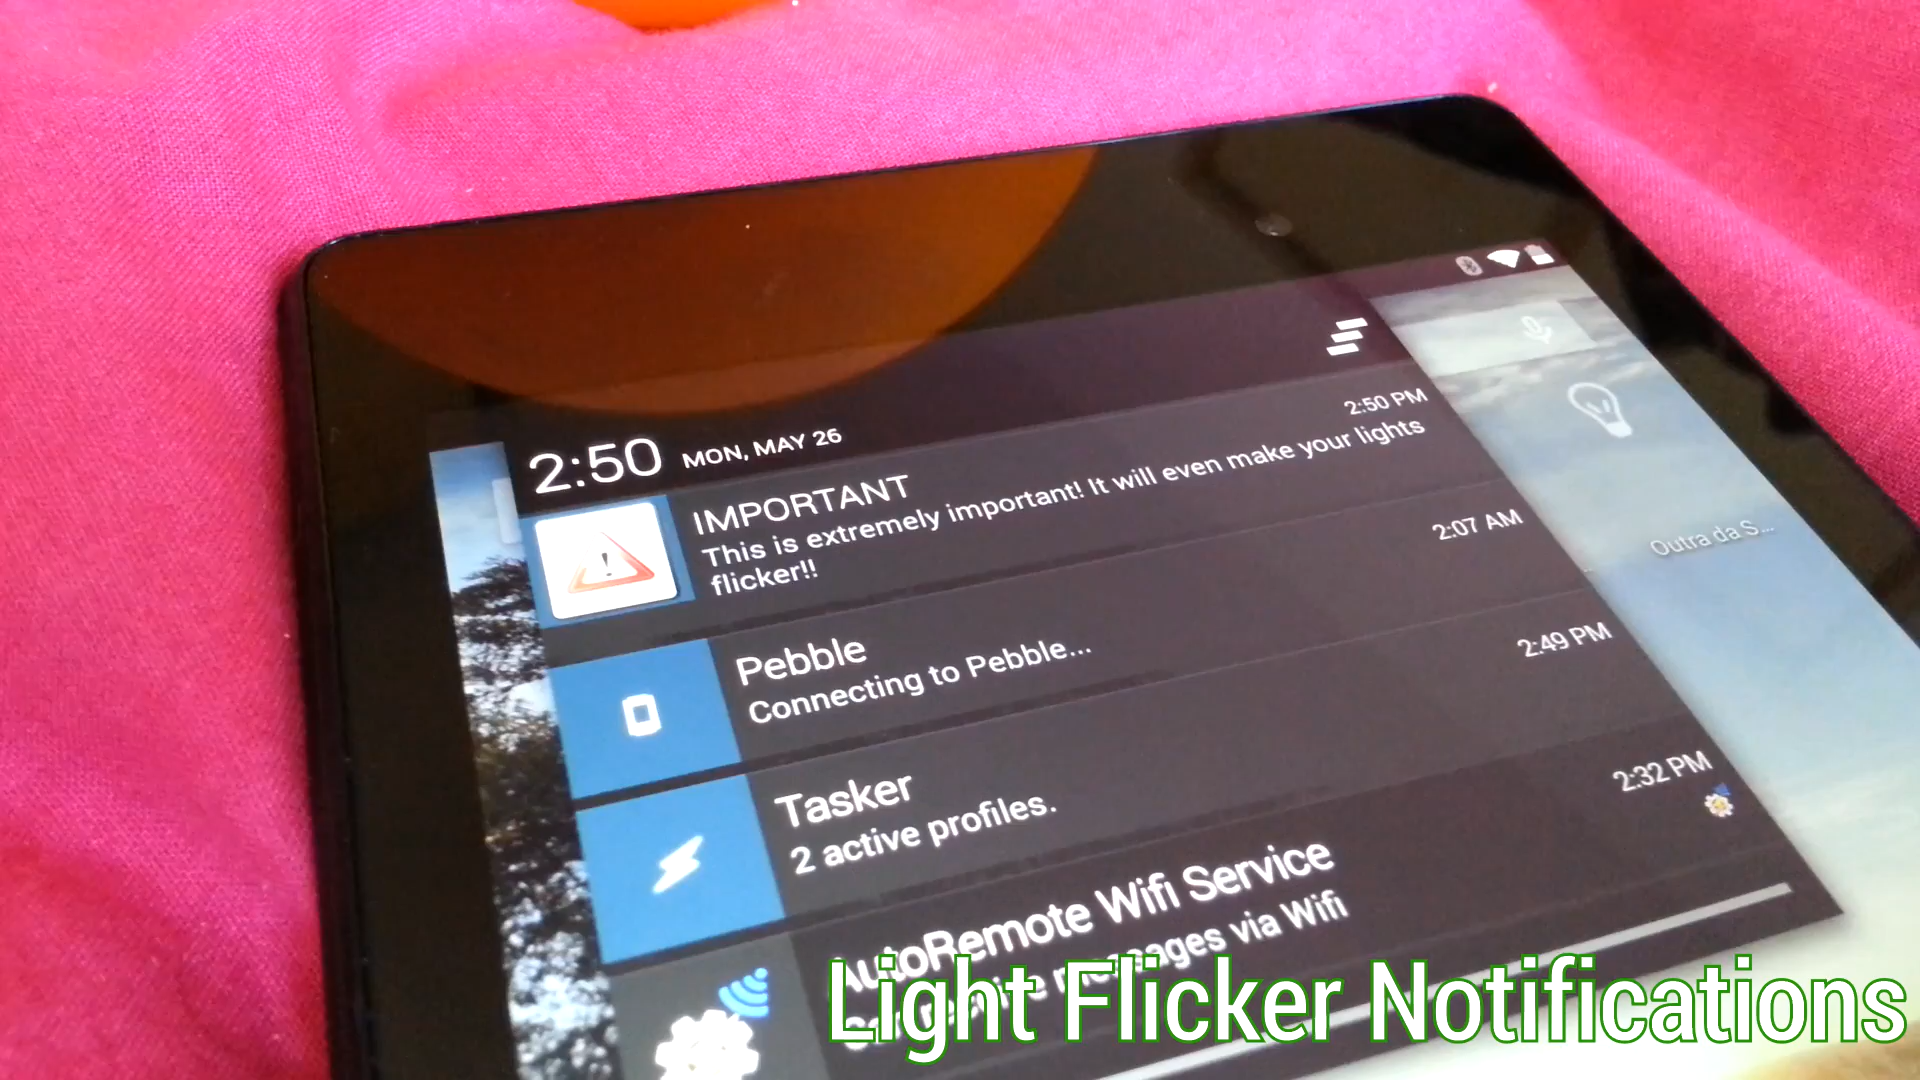 2:50 MON, MAY 26
IMPORTANT 2:50 PM
This is extremely important! It will even make your lights
flicker!!
Pebble 2:07 AM
Connecting to Pebble...
Tasker 2:49 PM
2 active profiles.
AutoRemote Wifi Service 2:32 PM
messages via Wifi
Outra da S...
Light Flicker Notifications